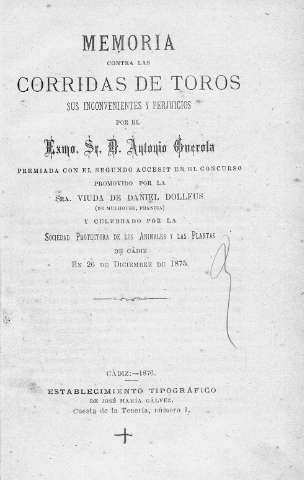 MEMORIA
CONTRA LAS
CORRIDAS DE TOROS
SUS INCONVENIENTES Y PERJUICIOS
POR EL
Exmo. Sr. D. Antonio Guerola
PREMIADA CON EL SEGUNDO ACCESIT EN EL CONCURSO
PROMOVIDO POR LA
SRA. VIUDA DE DANIEL DOLLFUS
(DE MULHOUSE, FRANCIA)
Y CELEBRADO POR LA
SOCIEDAD PROTECTORA DE LOS ANIMALES Y LAS PLANTAS
DE CÁDIZ
EN 26 DE DICIEMBRE DE 1875.
CÁDIZ:—1876.
ESTABLECIMIENTO TIPOGRÁFICO
DE JOSÉ MARÍA GÁLVEZ,
Cuesta de la Tenería, número 1,